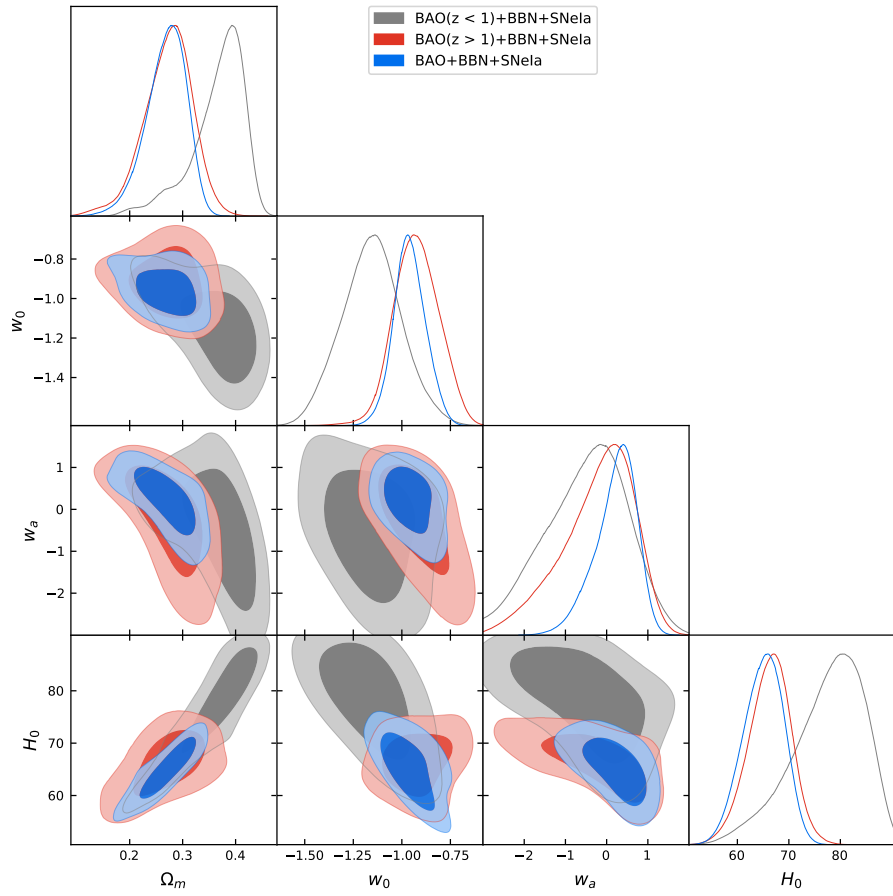 BAO(z < 1)+BBN+SNeIa
BAO(z > 1)+BBN+SNeIa
BAO+BBN+SNeIa
w₀
−0.8
−1.0
−1.2
−1.4
wₐ
1
0
−1
−2
H₀
80
70
60
0.2 0.3 0.4
−1.25 −1.00 −0.75
−2 −1 0 1
60 70 80
Ωₘ
w₀
wₐ
H₀